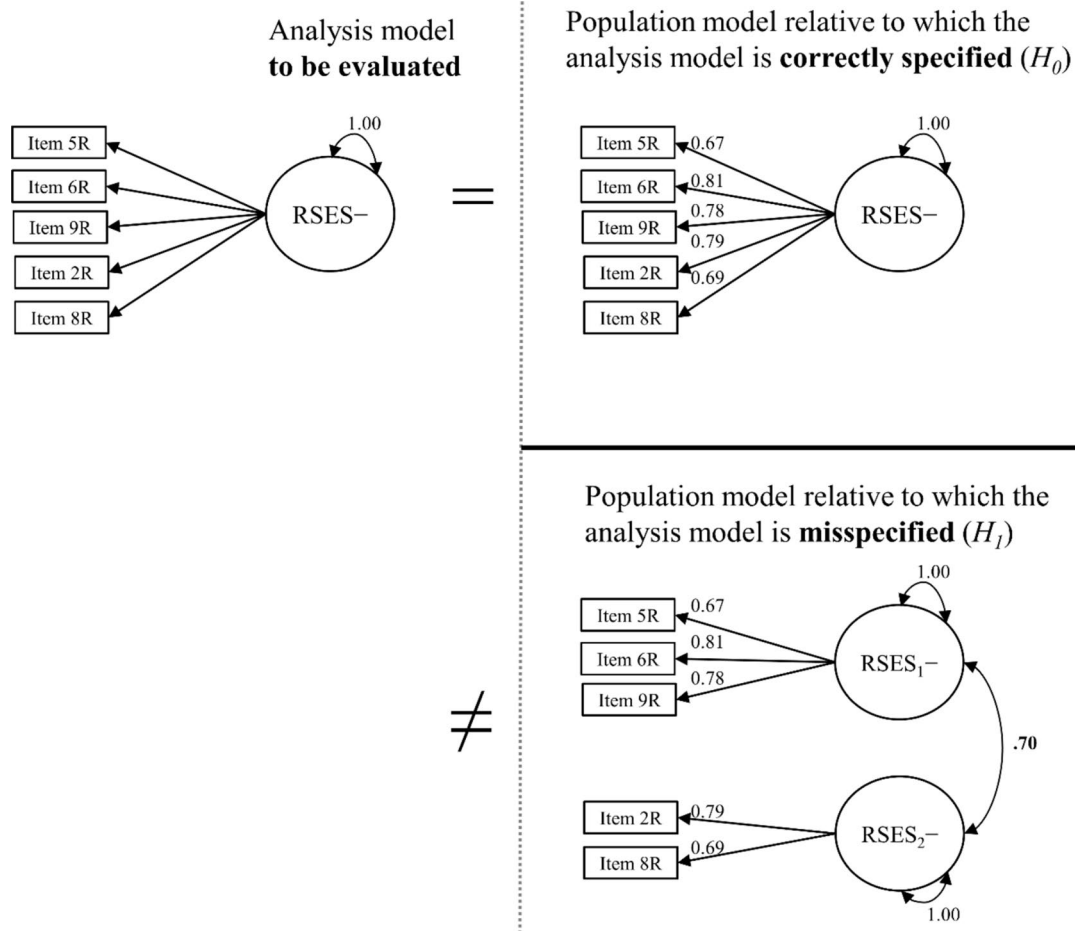 Analysis model
to be evaluated
1.00
Item 5R
Item 6R
Item 9R
Item 2R
Item 8R
RSES−
=
Population model relative to which the
analysis model is correctly specified (H0)
1.00
Item 5R
0.67
Item 6R
0.81
Item 9R
0.78
Item 2R
0.79
Item 8R
0.69
RSES−
≠
Population model relative to which the
analysis model is misspecified (H1)
1.00
Item 5R
0.67
Item 6R
0.81
Item 9R
0.78
RSES1−
.70
Item 2R
0.79
Item 8R
0.69
RSES2−
1.00